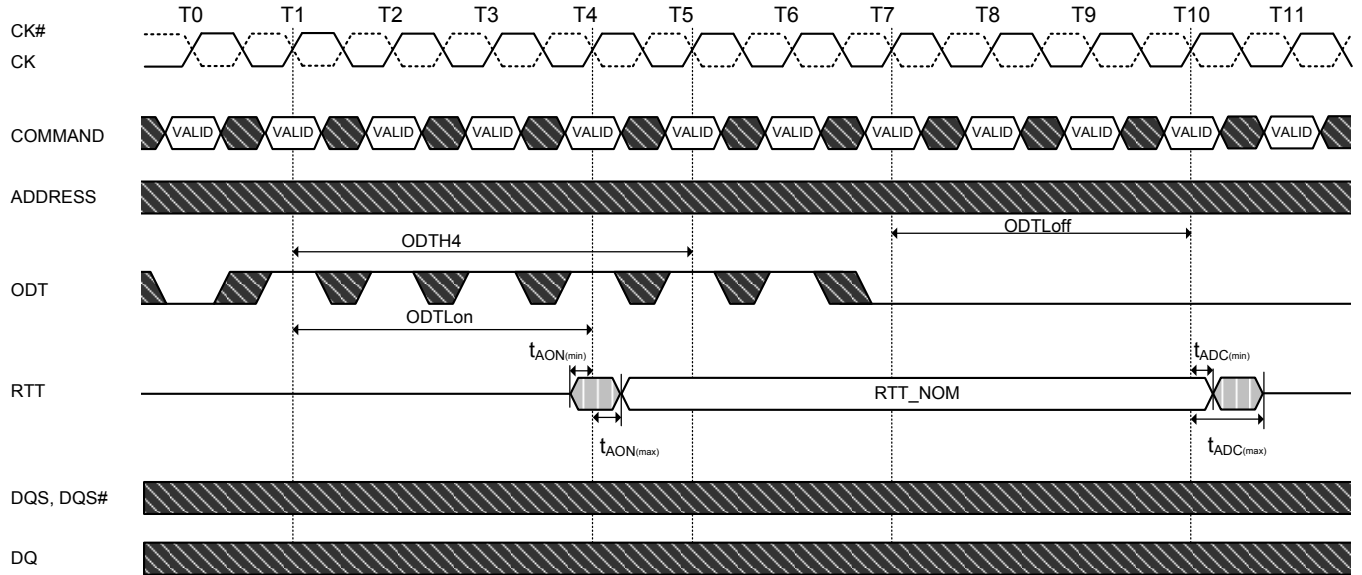 T0 T1 T2 T3 T4 T5 T6 T7 T8 T9 T10 T11
CK#
CK
COMMAND VALID VALID VALID VALID VALID VALID VALID VALID VALID VALID VALID VALID
ADDRESS
ODTLoff
ODTH4
ODT
ODTLon
tAON(min) tADC(min)
RTT RTT_NOM
tAON(max) tADC(max)
DQS, DQS#
DQ